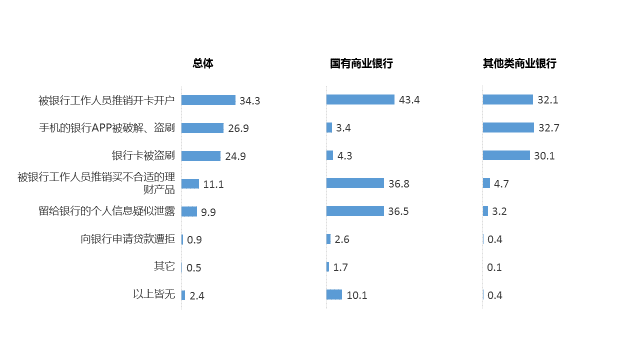 总体 国有商业银行 其他类商业银行
被银行工作人员推销开卡开户 34.3 43.4 32.1
手机的银行APP被破解、盗刷 26.9 3.4 32.7
银行卡被盗刷 24.9 4.3 30.1
被银行工作人员推销买不合适的理
财产品 11.1 36.8 4.7
留给银行的个人信息疑似泄露 9.9 36.5 3.2
向银行申请贷款遭拒 0.9 2.6 0.4
其它 0.5 1.7 0.1
以上皆无 2.4 10.1 0.4